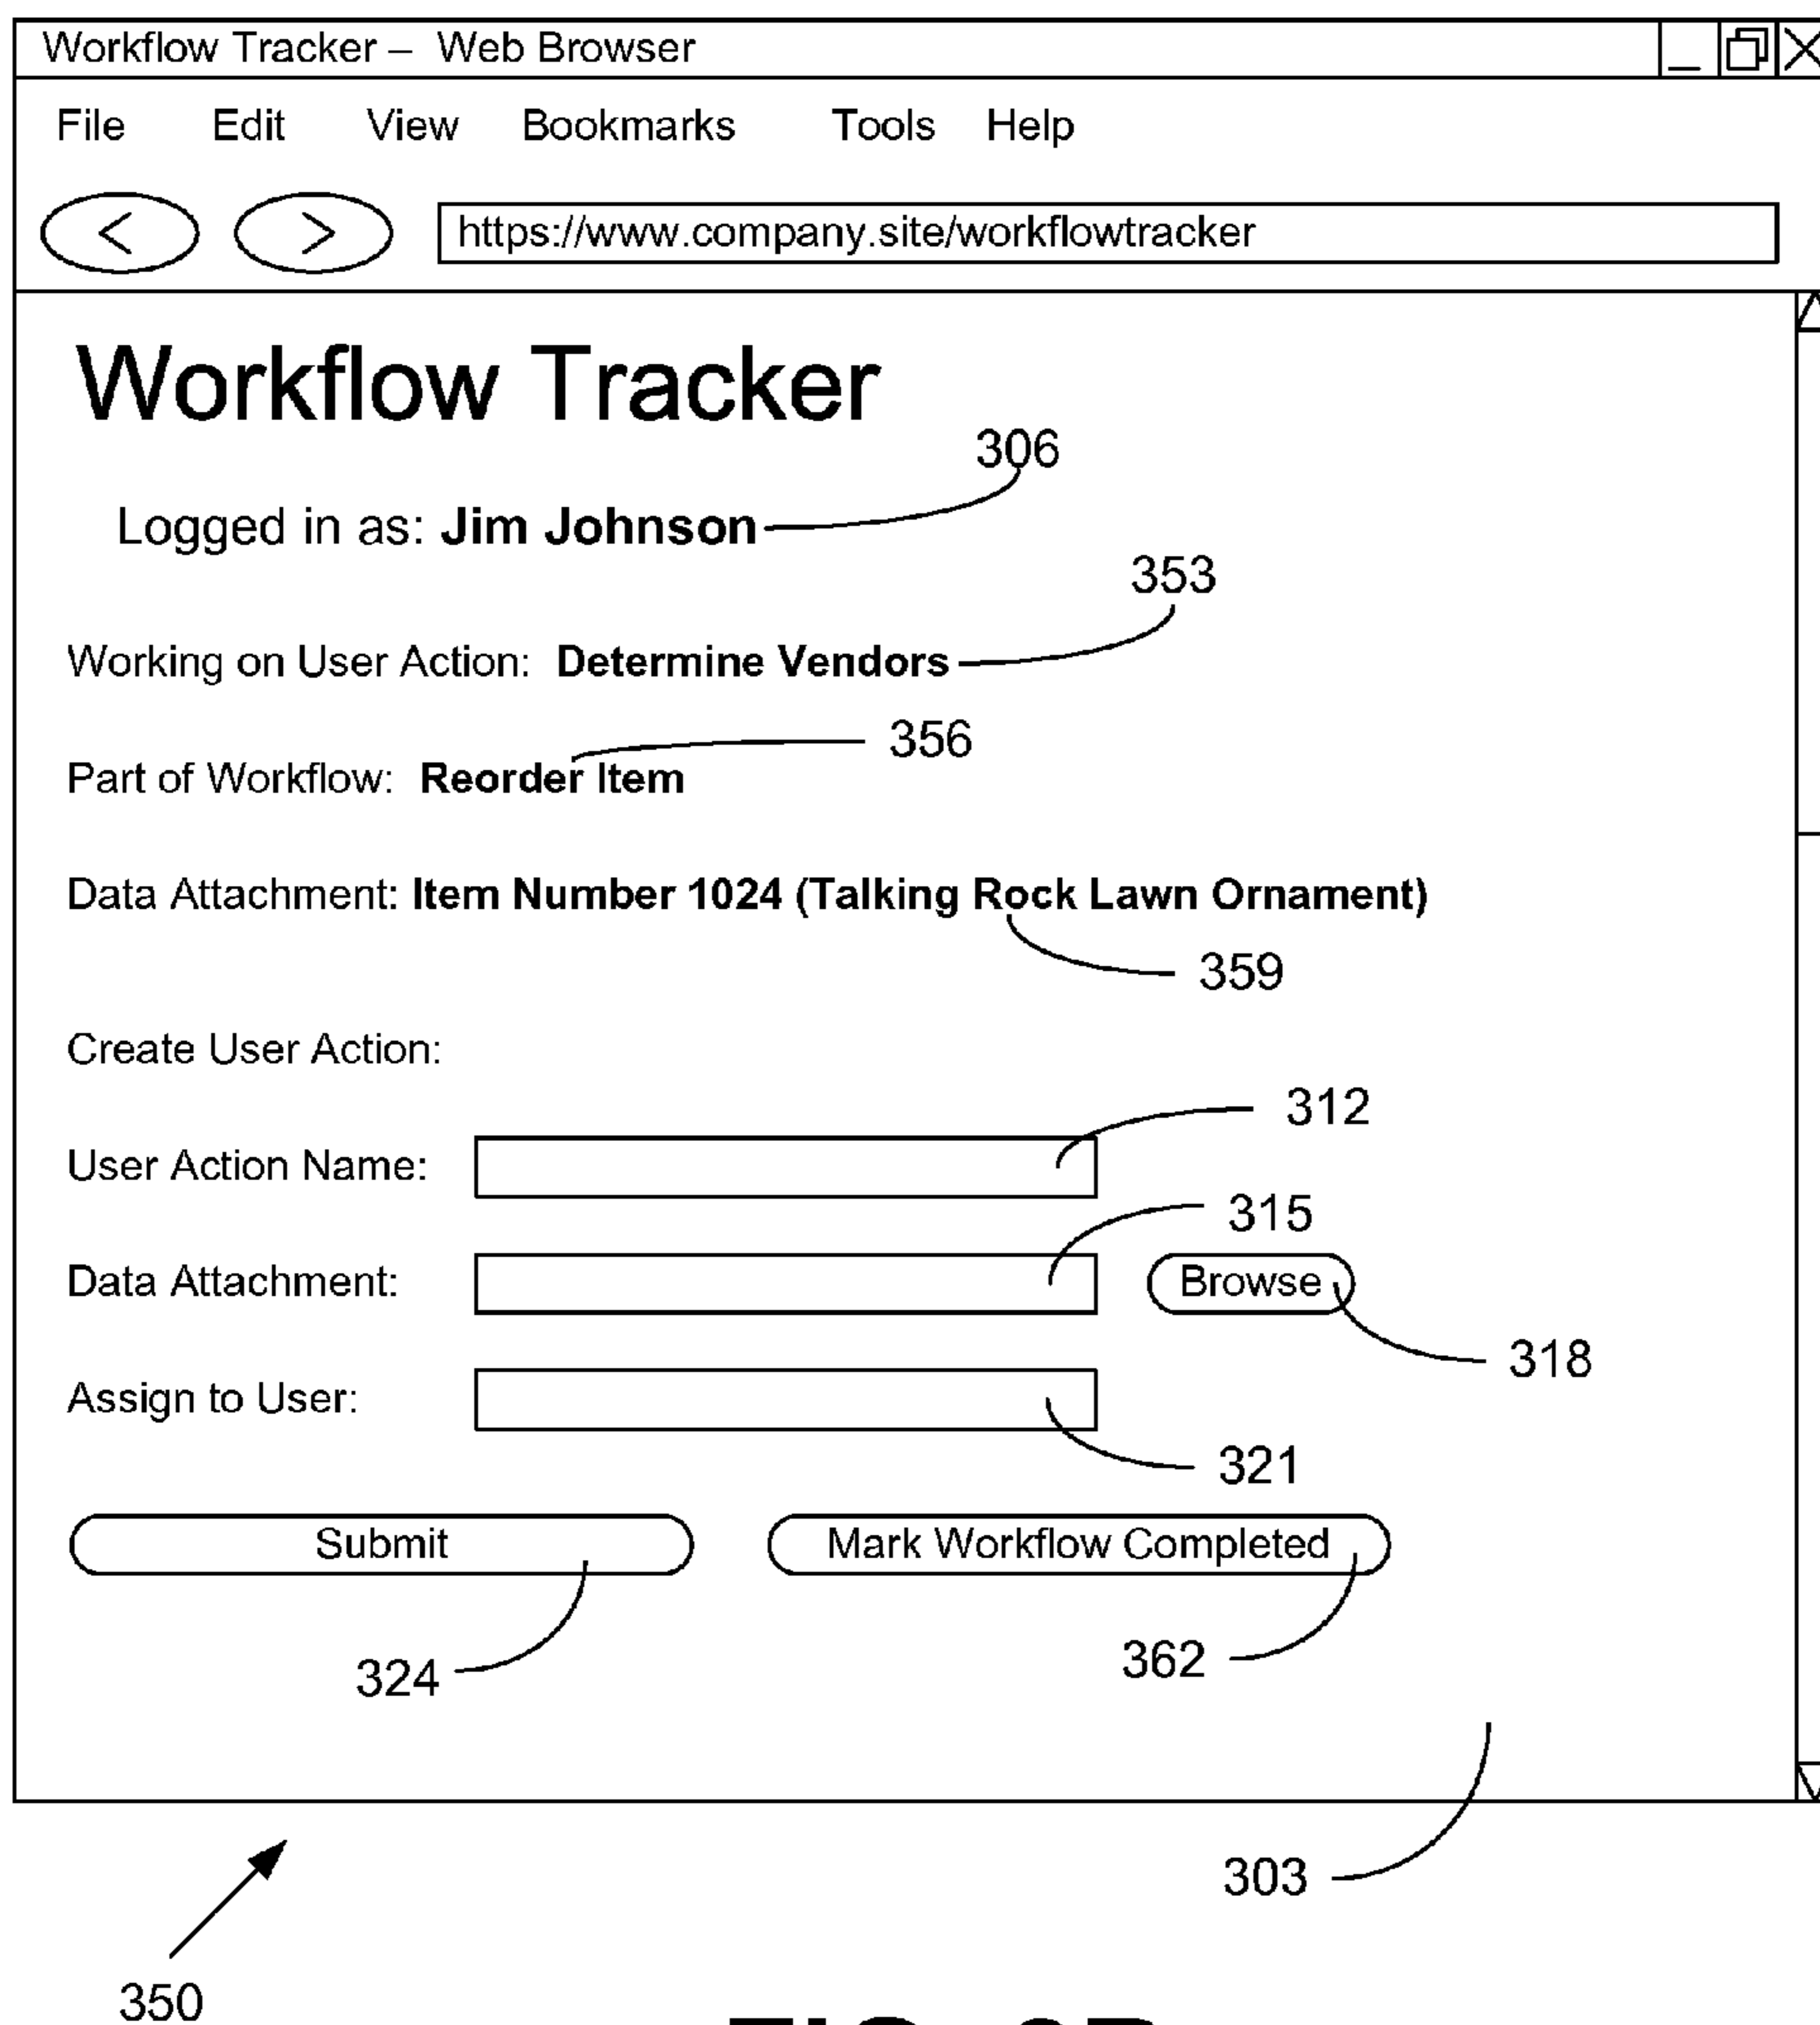 Workflow Tracker – Web Browser
File Edit View Bookmarks Tools Help
< > https://www.company.site/workflowtracker
Workflow Tracker
306
Logged in as: Jim Johnson
353
Working on User Action: Determine Vendors
356
Part of Workflow: Reorder Item
Data Attachment: Item Number 1024 (Talking Rock Lawn Ornament)
359
Create User Action:
312
User Action Name:
315
Data Attachment: Browse
318
Assign to User:
321
Submit Mark Workflow Completed
324 362
303
350